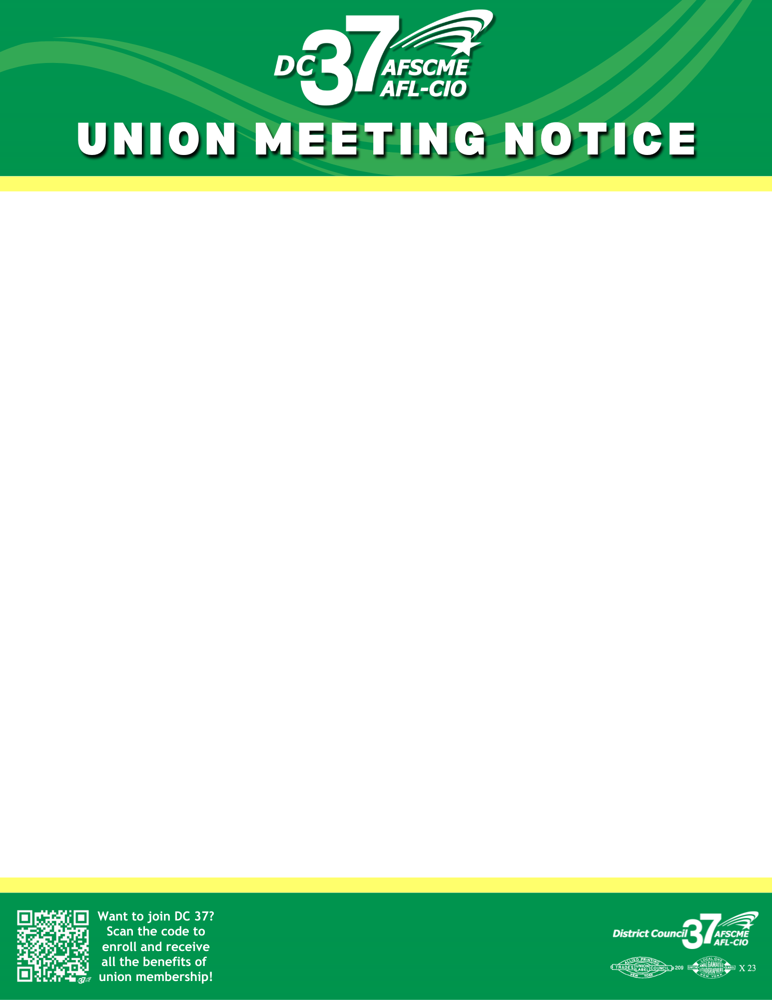 DC 37 AFSCME
AFL-CIO
UNION MEETING NOTICE
Want to join DC 37?
Scan the code to
enroll and receive
all the benefits of
union membership!
37
District Council 37 AFSCME
AFL-CIO
ALLIED PRINTING
TRADES UNION LABEL COUNCIL 209
NEW YORK
LOCAL ONE
UNION AMALGAMATED LITHOGRAPHERS LABEL
NEW YORK
X 23